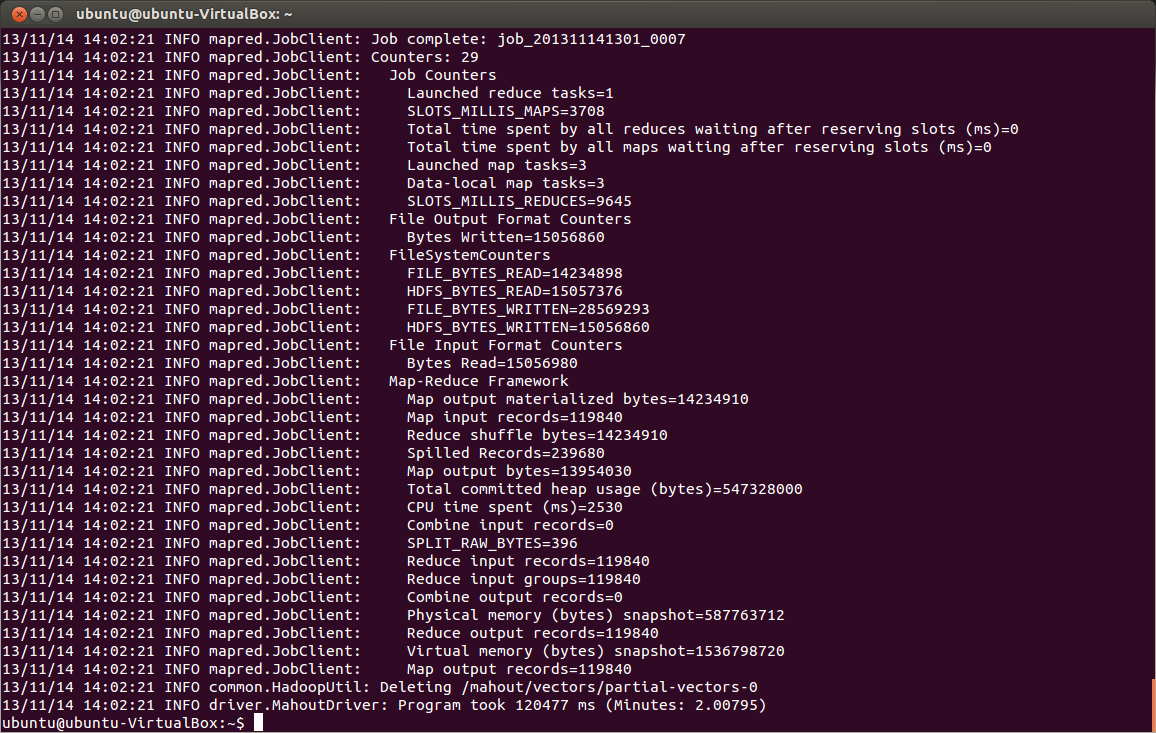 ubuntu@ubuntu-VirtualBox: ~
13/11/14 14:02:21 INFO mapred.JobClient: Job complete: job_201311141301_0007
13/11/14 14:02:21 INFO mapred.JobClient: Counters: 29
13/11/14 14:02:21 INFO mapred.JobClient:   Job Counters
13/11/14 14:02:21 INFO mapred.JobClient:     Launched reduce tasks=1
13/11/14 14:02:21 INFO mapred.JobClient:     SLOTS_MILLIS_MAPS=3708
13/11/14 14:02:21 INFO mapred.JobClient:     Total time spent by all reduces waiting after reserving slots (ms)=0
13/11/14 14:02:21 INFO mapred.JobClient:     Total time spent by all maps waiting after reserving slots (ms)=0
13/11/14 14:02:21 INFO mapred.JobClient:     Launched map tasks=3
13/11/14 14:02:21 INFO mapred.JobClient:     Data-local map tasks=3
13/11/14 14:02:21 INFO mapred.JobClient:     SLOTS_MILLIS_REDUCES=9645
13/11/14 14:02:21 INFO mapred.JobClient:   File Output Format Counters
13/11/14 14:02:21 INFO mapred.JobClient:     Bytes Written=15056860
13/11/14 14:02:21 INFO mapred.JobClient:   FileSystemCounters
13/11/14 14:02:21 INFO mapred.JobClient:     FILE_BYTES_READ=14234898
13/11/14 14:02:21 INFO mapred.JobClient:     HDFS_BYTES_READ=15057376
13/11/14 14:02:21 INFO mapred.JobClient:     FILE_BYTES_WRITTEN=28569293
13/11/14 14:02:21 INFO mapred.JobClient:     HDFS_BYTES_WRITTEN=15056860
13/11/14 14:02:21 INFO mapred.JobClient:   File Input Format Counters
13/11/14 14:02:21 INFO mapred.JobClient:     Bytes Read=15056980
13/11/14 14:02:21 INFO mapred.JobClient:   Map-Reduce Framework
13/11/14 14:02:21 INFO mapred.JobClient:     Map output materialized bytes=14234910
13/11/14 14:02:21 INFO mapred.JobClient:     Map input records=119840
13/11/14 14:02:21 INFO mapred.JobClient:     Reduce shuffle bytes=14234910
13/11/14 14:02:21 INFO mapred.JobClient:     Spilled Records=239680
13/11/14 14:02:21 INFO mapred.JobClient:     Map output bytes=13954030
13/11/14 14:02:21 INFO mapred.JobClient:     Total committed heap usage (bytes)=547328000
13/11/14 14:02:21 INFO mapred.JobClient:     CPU time spent (ms)=2530
13/11/14 14:02:21 INFO mapred.JobClient:     Combine input records=0
13/11/14 14:02:21 INFO mapred.JobClient:     SPLIT_RAW_BYTES=396
13/11/14 14:02:21 INFO mapred.JobClient:     Reduce input records=119840
13/11/14 14:02:21 INFO mapred.JobClient:     Reduce input groups=119840
13/11/14 14:02:21 INFO mapred.JobClient:     Combine output records=0
13/11/14 14:02:21 INFO mapred.JobClient:     Physical memory (bytes) snapshot=587763712
13/11/14 14:02:21 INFO mapred.JobClient:     Reduce output records=119840
13/11/14 14:02:21 INFO mapred.JobClient:     Virtual memory (bytes) snapshot=1536798720
13/11/14 14:02:21 INFO mapred.JobClient:     Map output records=119840
13/11/14 14:02:21 INFO common.HadoopUtil: Deleting /mahout/vectors/partial-vectors-0
13/11/14 14:02:21 INFO driver.MahoutDriver: Program took 120477 ms (Minutes: 2.00795)
ubuntu@ubuntu-VirtualBox:~$